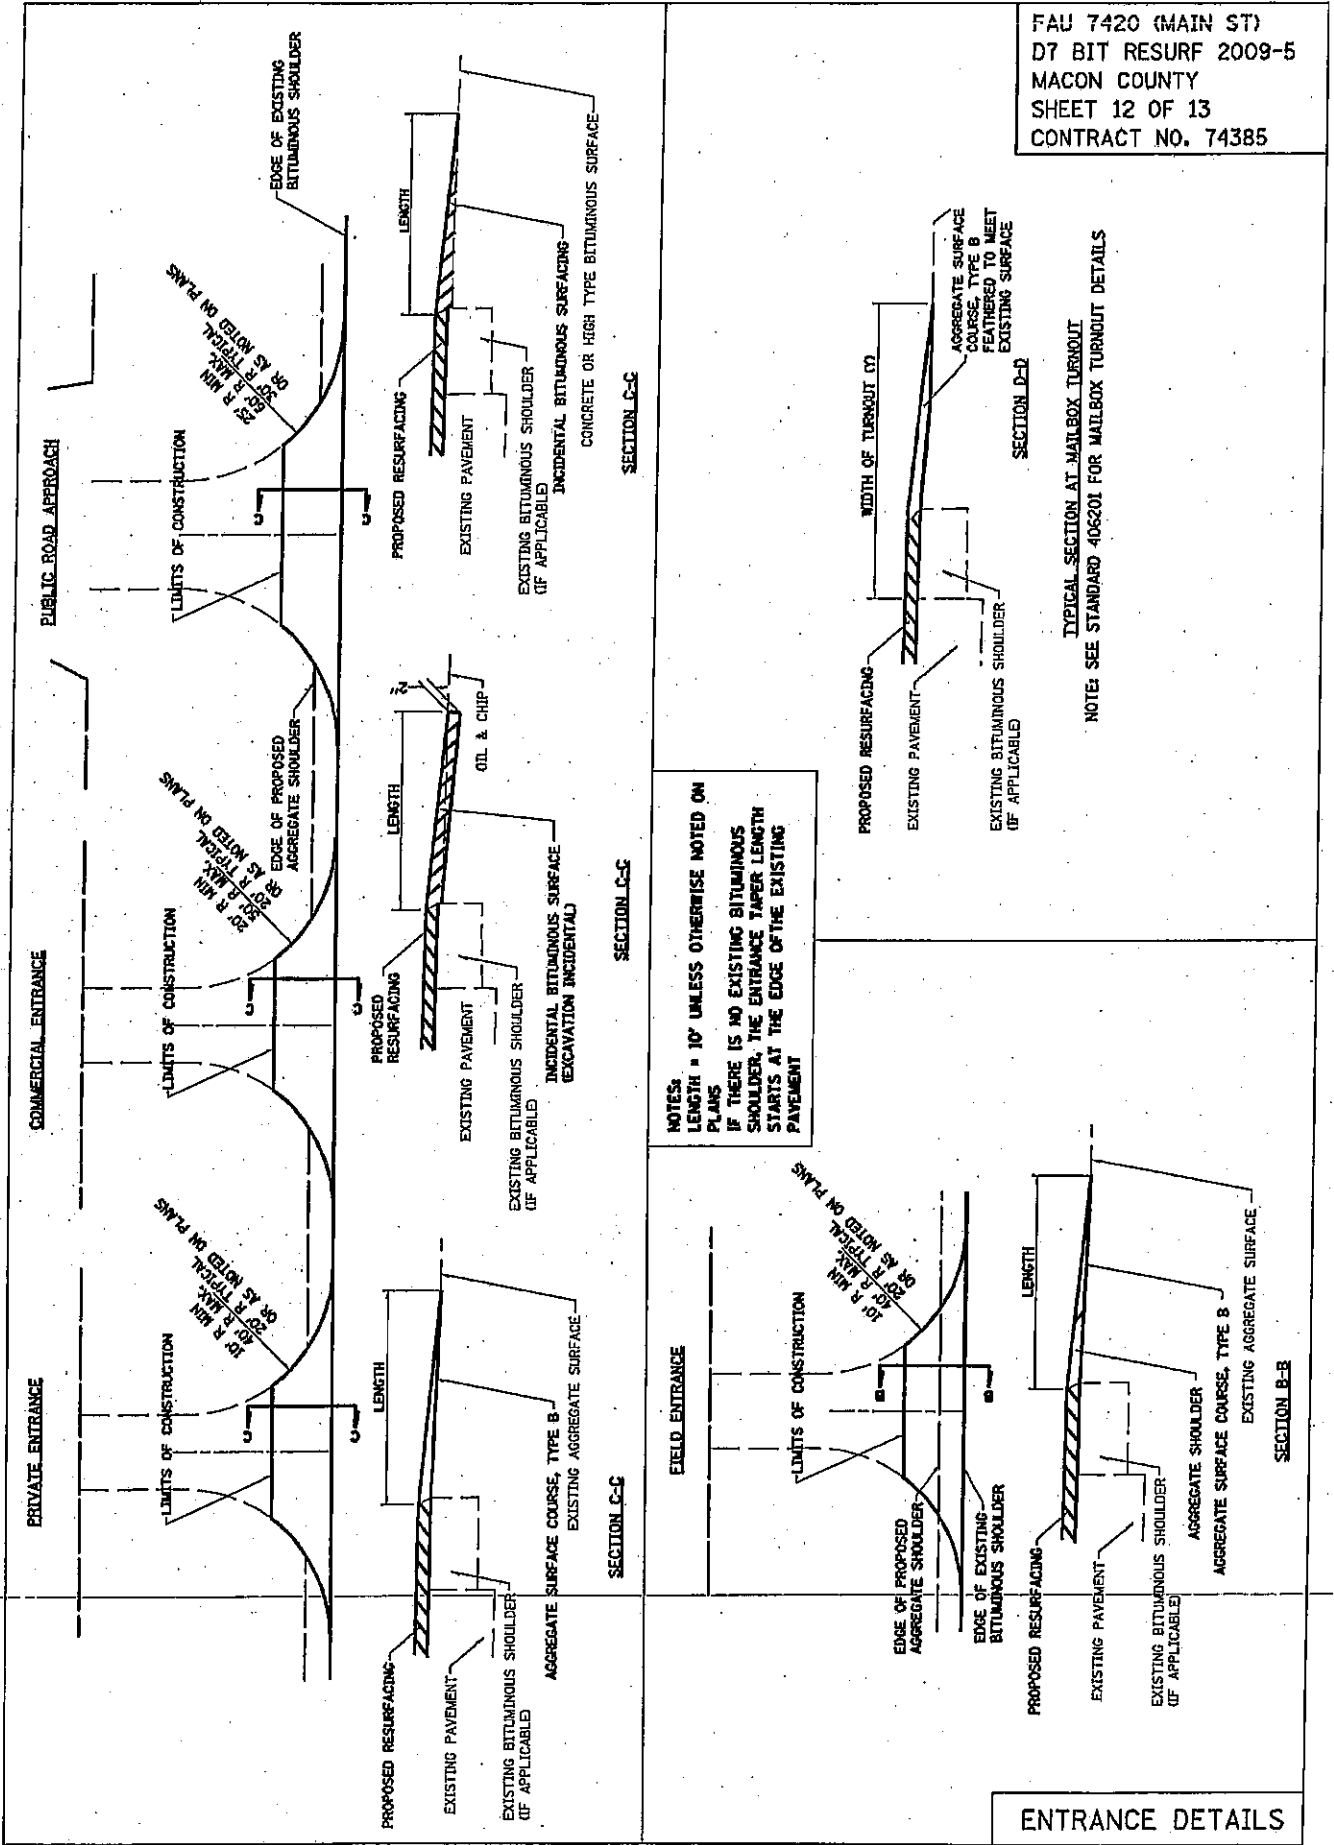 FAU 7420 (MAIN ST)
D7 BIT RESURF 2009-5
MACON COUNTY
SHEET 12 OF 13
CONTRACT NO. 74385
PRIVATE ENTRANCE
LIMITS OF CONSTRUCTION
10' R MIN
40' R MAX.
20' R TYPICAL
OR AS NOTED ON PLANS
C
C
COMMERCIAL ENTRANCE
LIMITS OF CONSTRUCTION
20' R MIN
50' R MAX.
20' R TYPICAL
OR AS NOTED ON PLANS
EDGE OF PROPOSED
AGGREGATE SHOULDER
C
C
PUBLIC ROAD APPROACH
LIMITS OF CONSTRUCTION
25' R MIN
60' R MAX.
30' R TYPICAL
OR AS NOTED ON PLANS
EDGE OF EXISTING
BITUMINOUS SHOULDER
PROPOSED RESURFACING
LENGTH
EXISTING PAVEMENT
EXISTING BITUMINOUS SHOULDER
(IF APPLICABLE)
AGGREGATE SURFACE COURSE, TYPE B
EXISTING AGGREGATE SURFACE
SECTION C-C
PROPOSED
RESURFACING
LENGTH
2"
OIL & CHIP
EXISTING PAVEMENT
EXISTING BITUMINOUS SHOULDER
(IF APPLICABLE)
INCIDENTAL BITUMINOUS SURFACE
(EXCAVATION INCIDENTAL)
SECTION C-C
PROPOSED RESURFACING
LENGTH
EXISTING PAVEMENT
EXISTING BITUMINOUS SHOULDER
(IF APPLICABLE)
INCIDENTAL BITUMINOUS SURFACING
CONCRETE OR HIGH TYPE BITUMINOUS SURFACE
SECTION C-C
NOTES:
LENGTH = 10' UNLESS OTHERWISE NOTED ON
PLANS
IF THERE IS NO EXISTING BITUMINOUS
SHOULDER, THE ENTRANCE TAPER LENGTH
STARTS AT THE EDGE OF THE EXISTING
PAVEMENT
FIELD ENTRANCE
LIMITS OF CONSTRUCTION
10' R MIN
40' R MAX.
20' R TYPICAL
OR AS NOTED ON PLANS
B
B
EDGE OF PROPOSED
AGGREGATE SHOULDER
EDGE OF EXISTING
BITUMINOUS SHOULDER
PROPOSED RESURFACING
LENGTH
EXISTING PAVEMENT
EXISTING BITUMINOUS SHOULDER
(IF APPLICABLE)
AGGREGATE SHOULDER
AGGREGATE SURFACE COURSE, TYPE B
EXISTING AGGREGATE SURFACE
SECTION B-B
PROPOSED RESURFACING
WIDTH OF TURNOUT (Y)
EXISTING PAVEMENT
EXISTING BITUMINOUS SHOULDER
(IF APPLICABLE)
AGGREGATE SURFACE
COURSE, TYPE B
FEATHERED TO MEET
EXISTING SURFACE
SECTION D-D
TYPICAL SECTION AT MAILBOX TURNOUT
NOTE: SEE STANDARD 406201 FOR MAILBOX TURNOUT DETAILS
ENTRANCE DETAILS